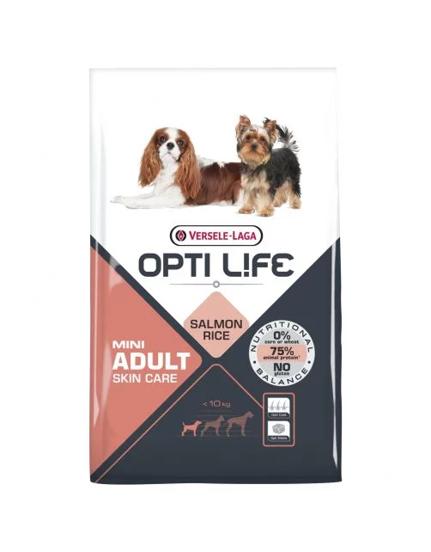 VERSELE-LAGA
OPTI L!FE
SALMON
RICE
MINI
ADULT
SKIN CARE
NUTRITIONAL
0%
corn or wheat
75%
animal protein
NO
gluten
BALANCE
< 10 kg